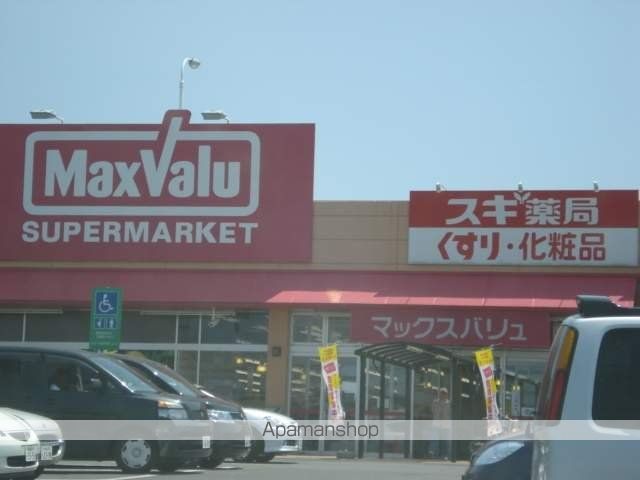 MaxValu
SUPERMARKET
スギ薬局
くすり・化粧品
マックスバリュ
Apamanshop